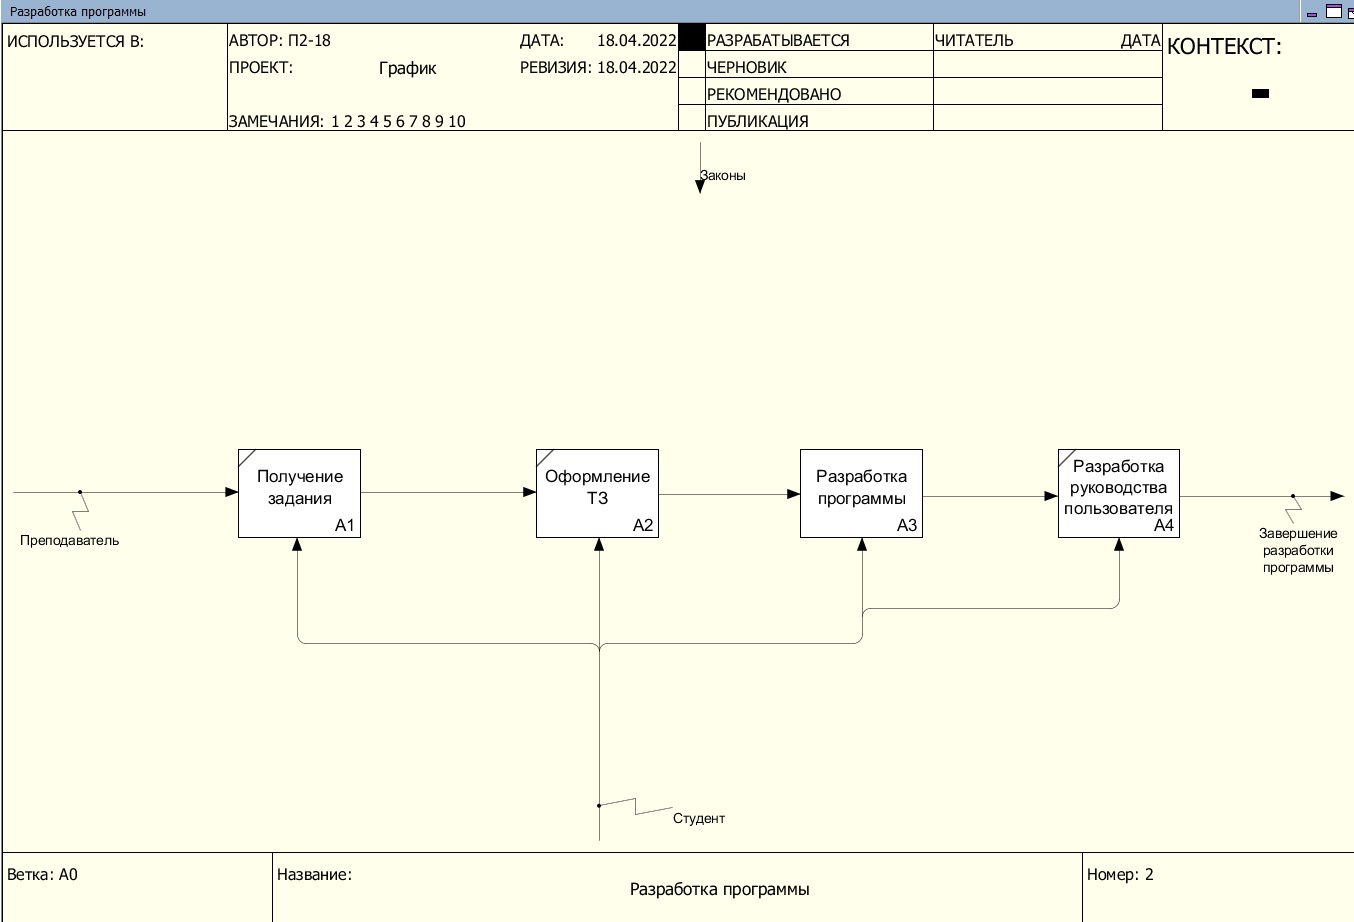 Разработка программы
ИСПОЛЬЗУЕТСЯ В:
АВТОР: П2-18
ДАТА: 18.04.2022
ПРОЕКТ: График
РЕВИЗИЯ: 18.04.2022
ЗАМЕЧАНИЯ: 1 2 3 4 5 6 7 8 9 10
РАЗРАБАТЫВАЕТСЯ
ЧЕРНОВИК
РЕКОМЕНДОВАНО
ПУБЛИКАЦИЯ
ЧИТАТЕЛЬ ДАТА
КОНТЕКСТ:
Законы
Преподаватель
Получение
задания
A1
Оформление
ТЗ
A2
Разработка
программы
A3
Разработка
руководства
пользователя
A4
Завершение
разработки
программы
Студент
Ветка: A0
Название:
Разработка программы
Номер: 2